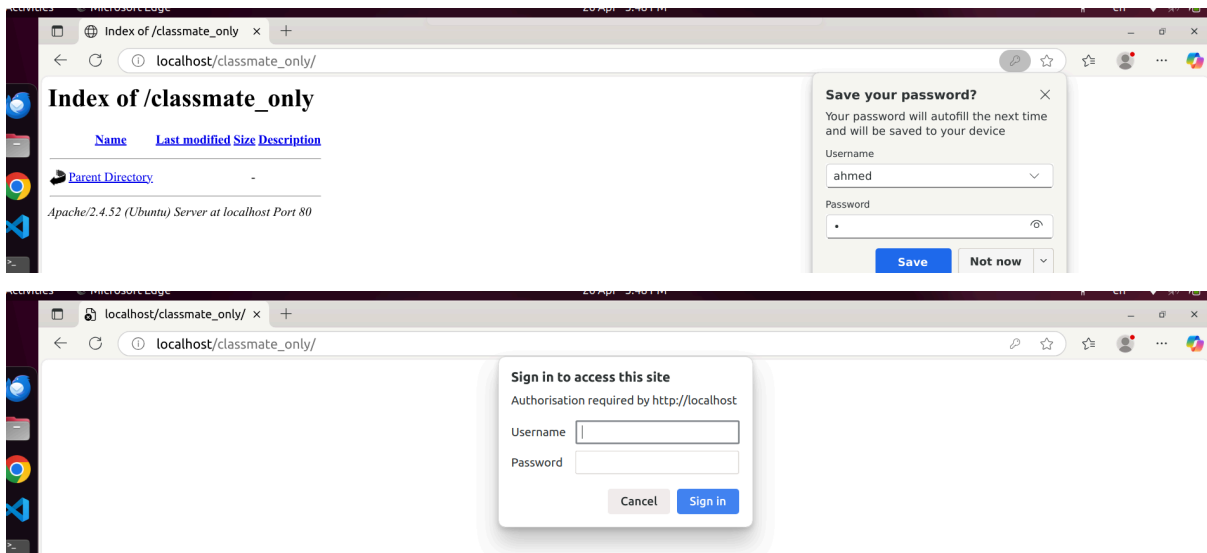 Index of /classmate_only
localhost/classmate_only/
Index of /classmate_only
Name Last modified Size Description
Parent Directory -
Apache/2.4.52 (Ubuntu) Server at localhost Port 80
Save your password?
Your password will autofill the next time
and will be saved to your device
Username
ahmed
Password
Save Not now
localhost/classmate_only/
localhost/classmate_only/
Sign in to access this site
Authorisation required by http://localhost
Username
Password
Cancel Sign in